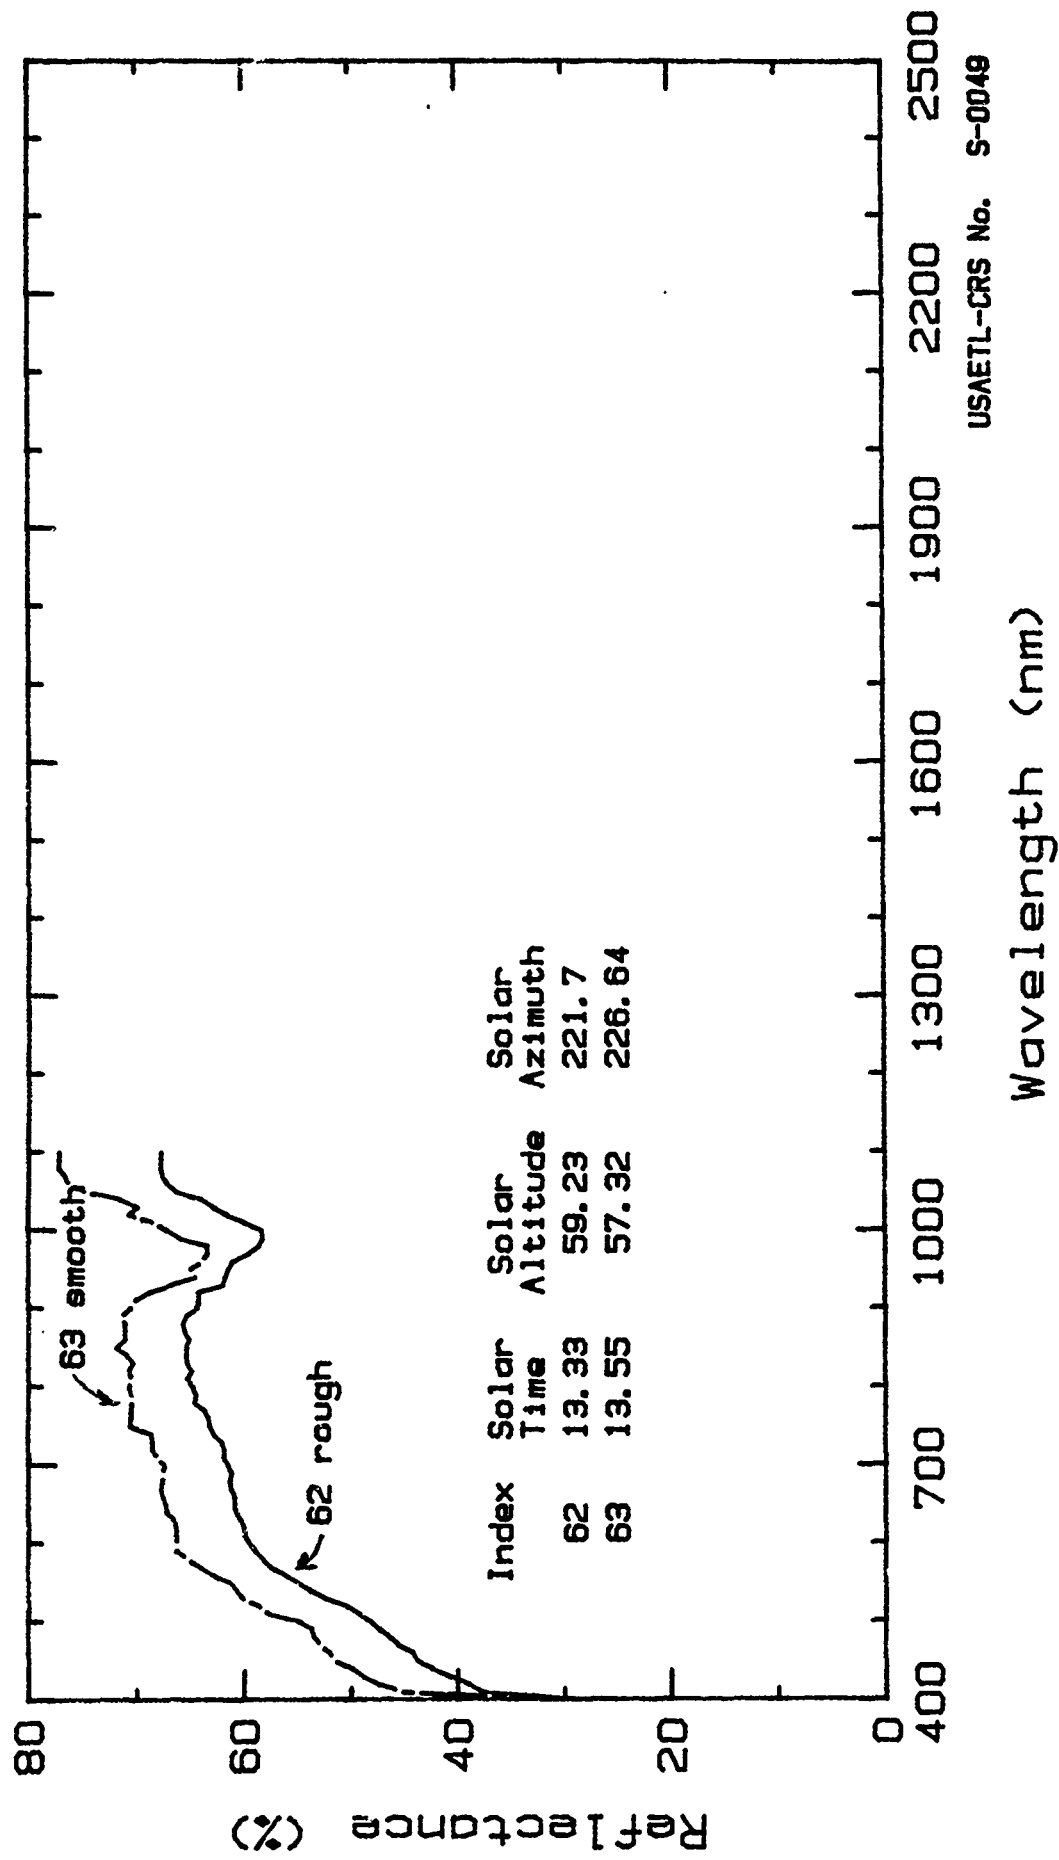 Reflectance (%)
80
60
40
20
0
63 smooth
62 rough
Index Solar Time Solar Altitude Solar Azimuth
62 13.33 59.23 221.7
63 13.55 57.32 226.64
400 700 1000 1300 1600 1900 2200 2500
Wavelength (nm)
USAETL-CRS No. S-0049